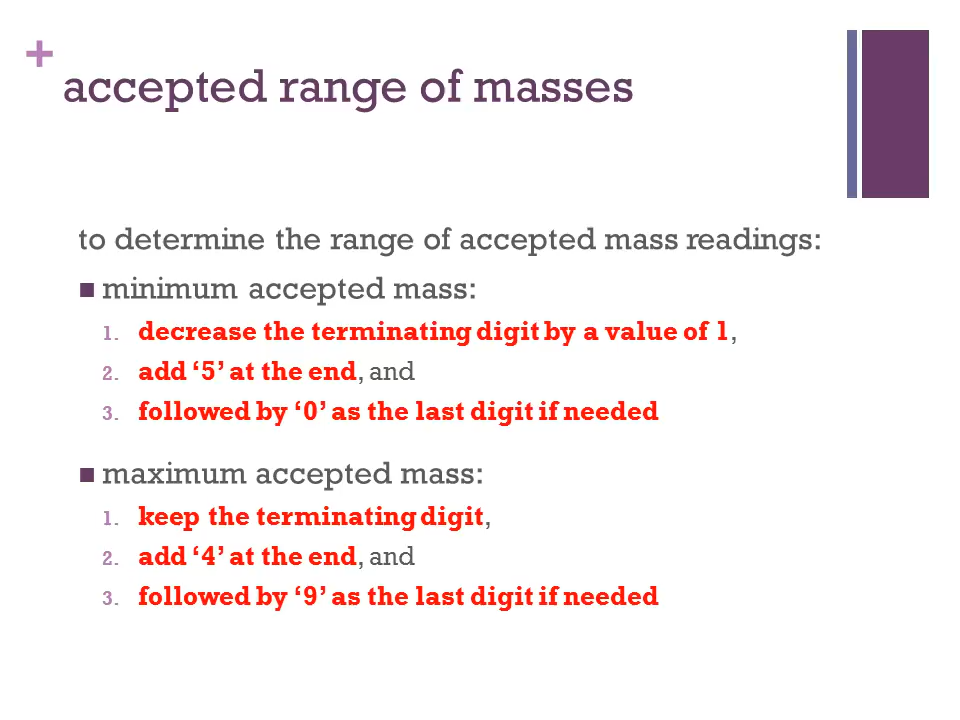 +
accepted range of masses
to determine the range of accepted mass readings:
■ minimum accepted mass:
1. decrease the terminating digit by a value of 1,
2. add ‘5’ at the end, and
3. followed by ‘0’ as the last digit if needed
■ maximum accepted mass:
1. keep the terminating digit,
2. add ‘4’ at the end, and
3. followed by ‘9’ as the last digit if needed